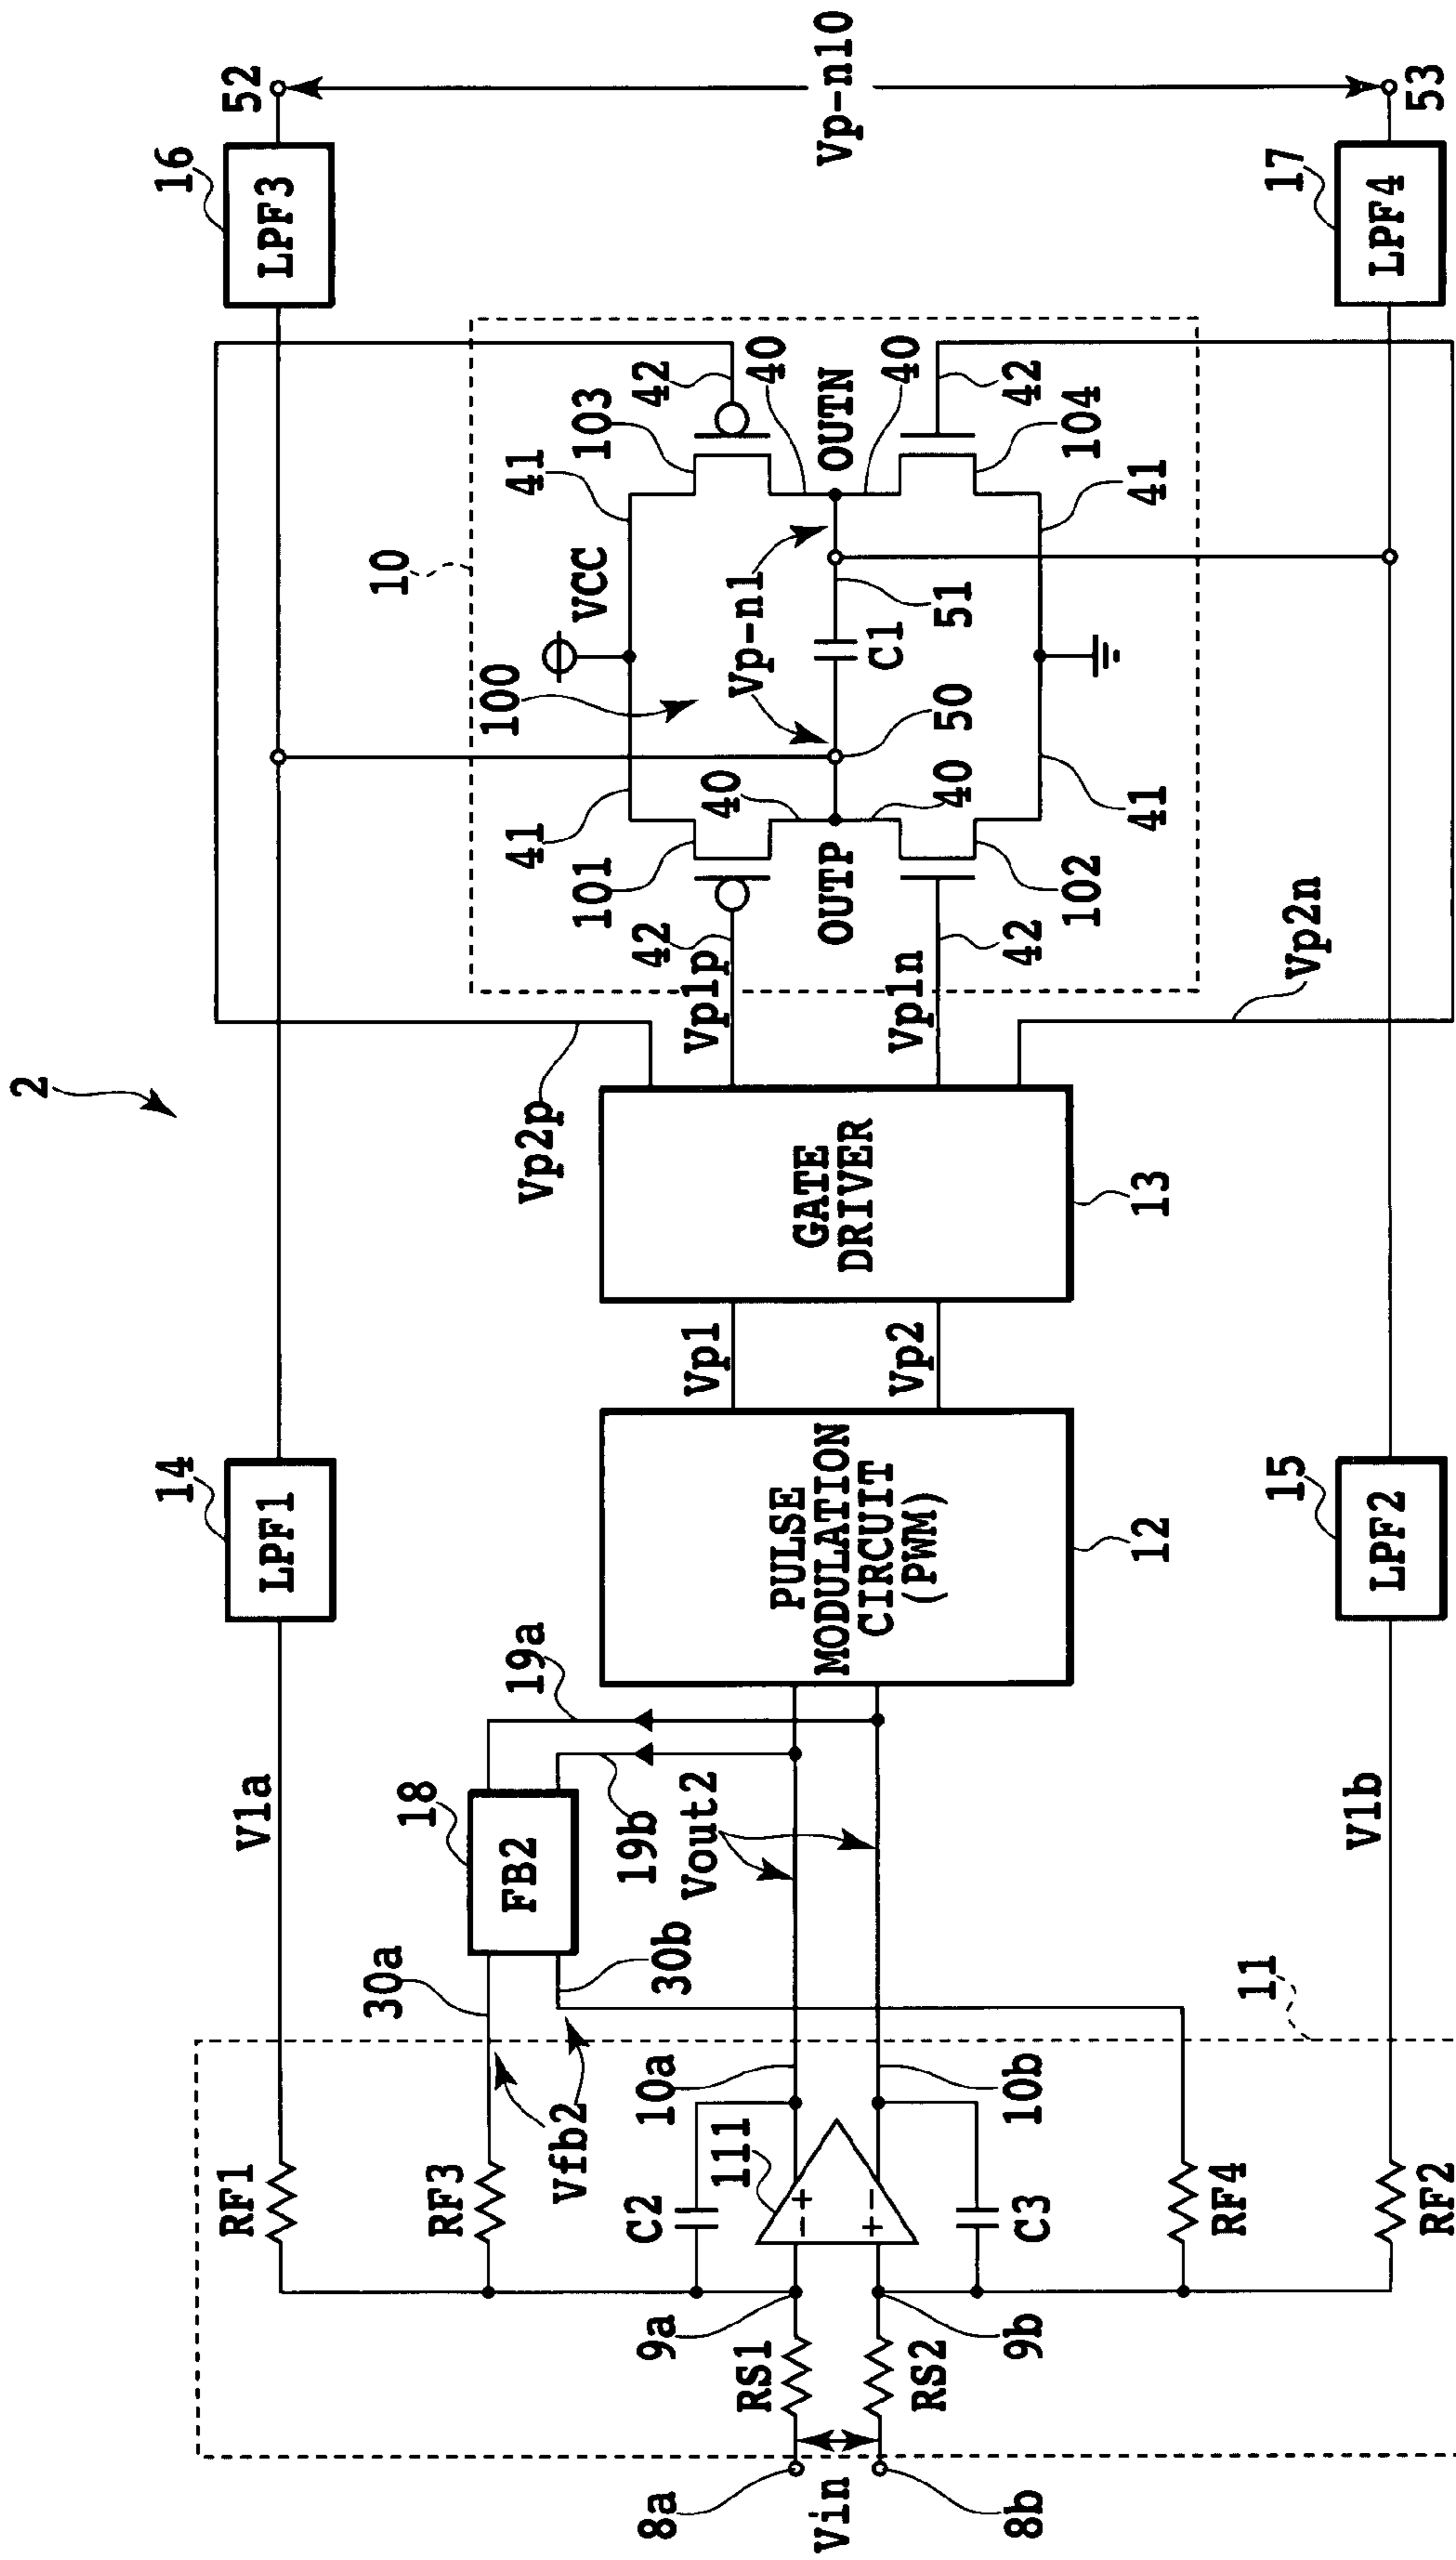 2
14
LPF1
16
LPF3
52
V1a
RF1
30a
18
FB2
19a
RF3
Vfb2
30b
19b
Vp2p
10
100
VCC
41
41
101
103
42
42
Vp1p
40
40
Vp-n1
C2
111
10a
Vout2
9a
RS1
8a
Vin
8b
RS2
9b
C3
10b
+
−
−
+
PULSE
MODULATION
CIRCUIT
(PWM)
12
Vp1
Vp2
GATE
DRIVER
13
OUTP
OUTN
50
C1
51
40
40
Vp1n
42
42
102
104
41
41
Vp-n10
Vp2n
11
RF4
RF2
V1b
15
LPF2
17
LPF4
53